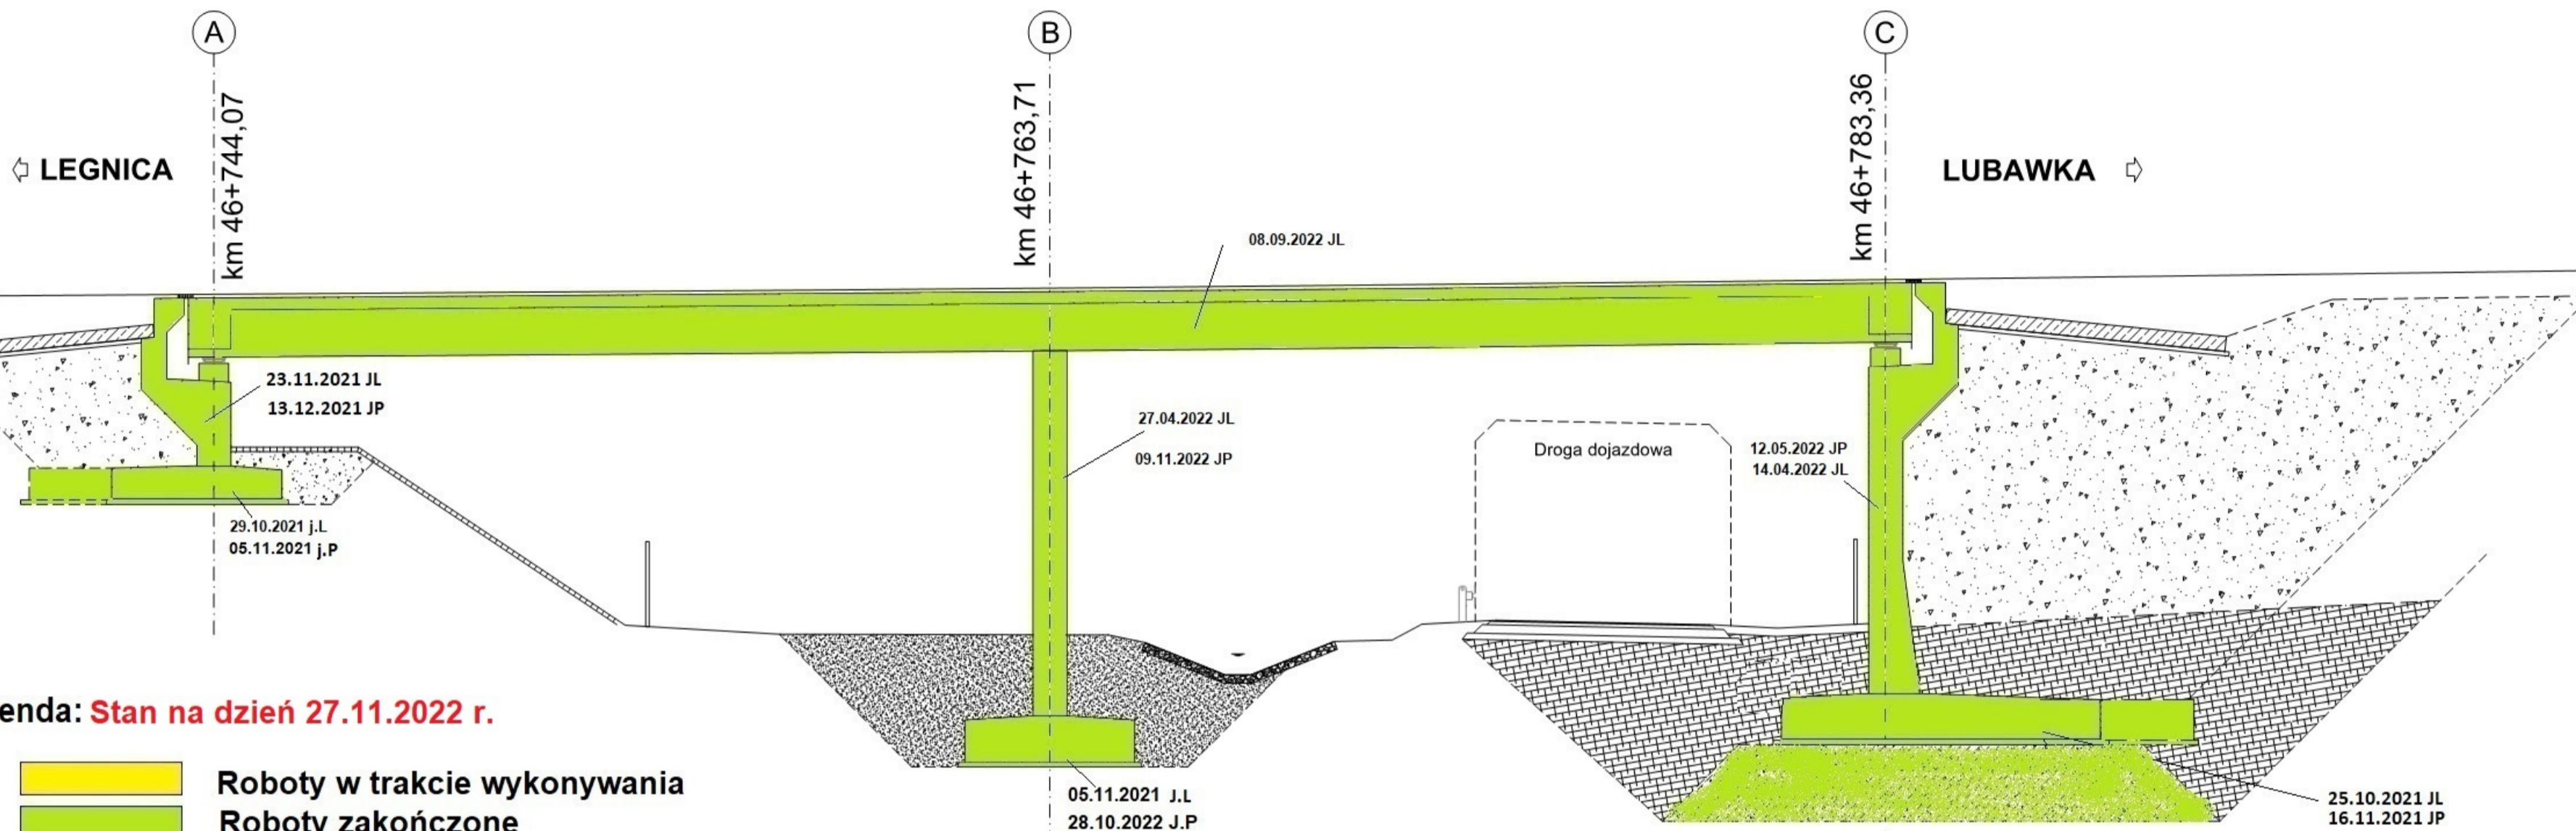 A
B
C
km 46+744,07
km 46+763,71
km 46+783,36
LEGNICA
LUBAWKA
08.09.2022 JL
23.11.2021 JL
13.12.2021 JP
27.04.2022 JL
09.11.2022 JP
Droga dojazdowa
12.05.2022 JP
14.04.2022 JL
29.10.2021 j.L
05.11.2021 j.P
enda: Stan na dzień 27.11.2022 r.
Roboty w trakcie wykonywania
Roboty zakończone
05.11.2021 J.L
28.10.2022 J.P
25.10.2021 JL
16.11.2021 JP